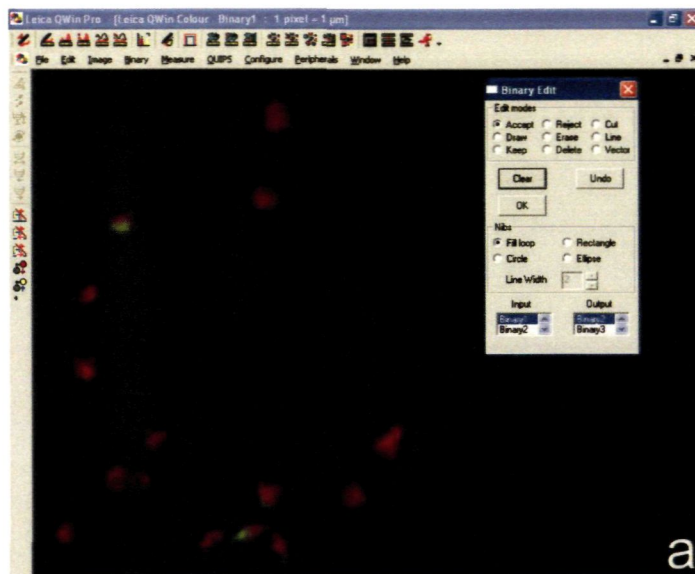 Leica QWin Pro [Leica QWin Colour Binary1 : 1 pixel = 1 µm]
File Edit Image Binary Measure QUIPS Configure Peripherals Window Help
Binary Edit
Edit modes
Accept Reject Cut
Draw Erase Line
Keep Delete Vector
Clear Undo
OK
Nibs
Fill loop Rectangle
Circle Ellipse
Line Width 2
Input Output
Binary1 Binary2
Binary2 Binary3
a